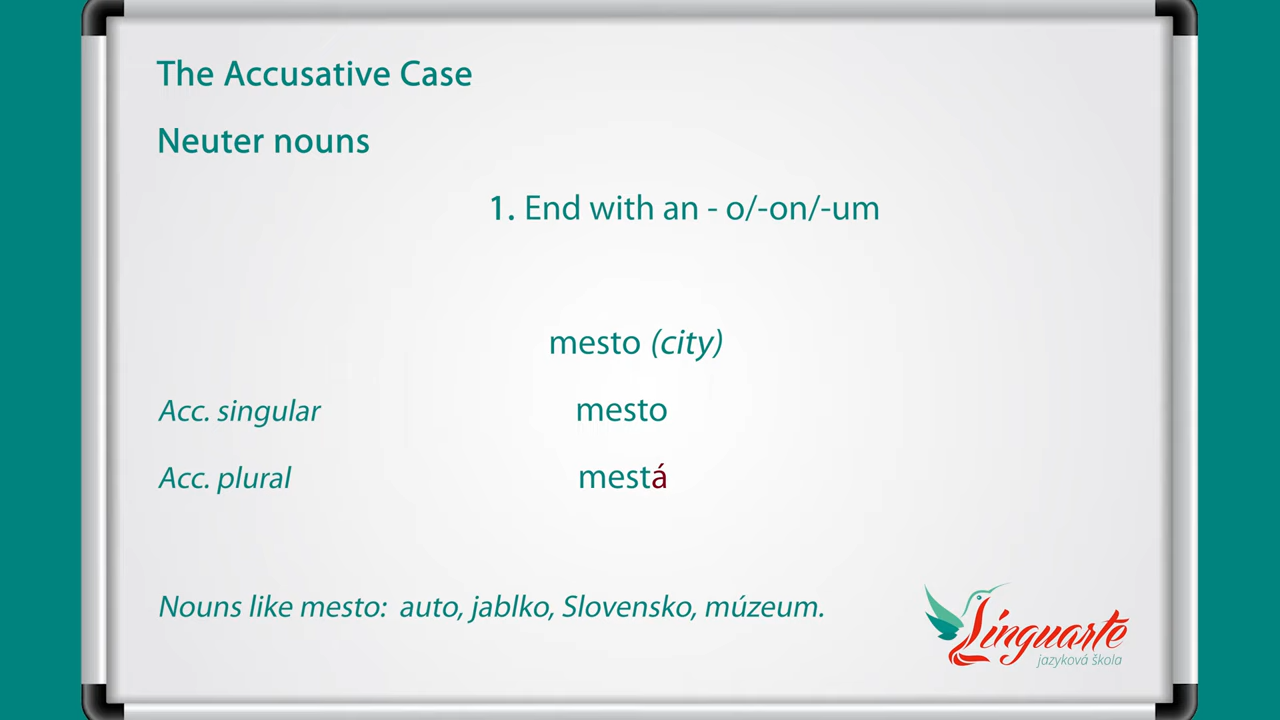 The Accusative Case
Neuter nouns
1. End with an - o/-on/-um
mesto (city)
Acc. singular mesto
Acc. plural mestá
Nouns like mesto: auto, jablko, Slovensko, múzeum.
Linguarte
jazyková škola